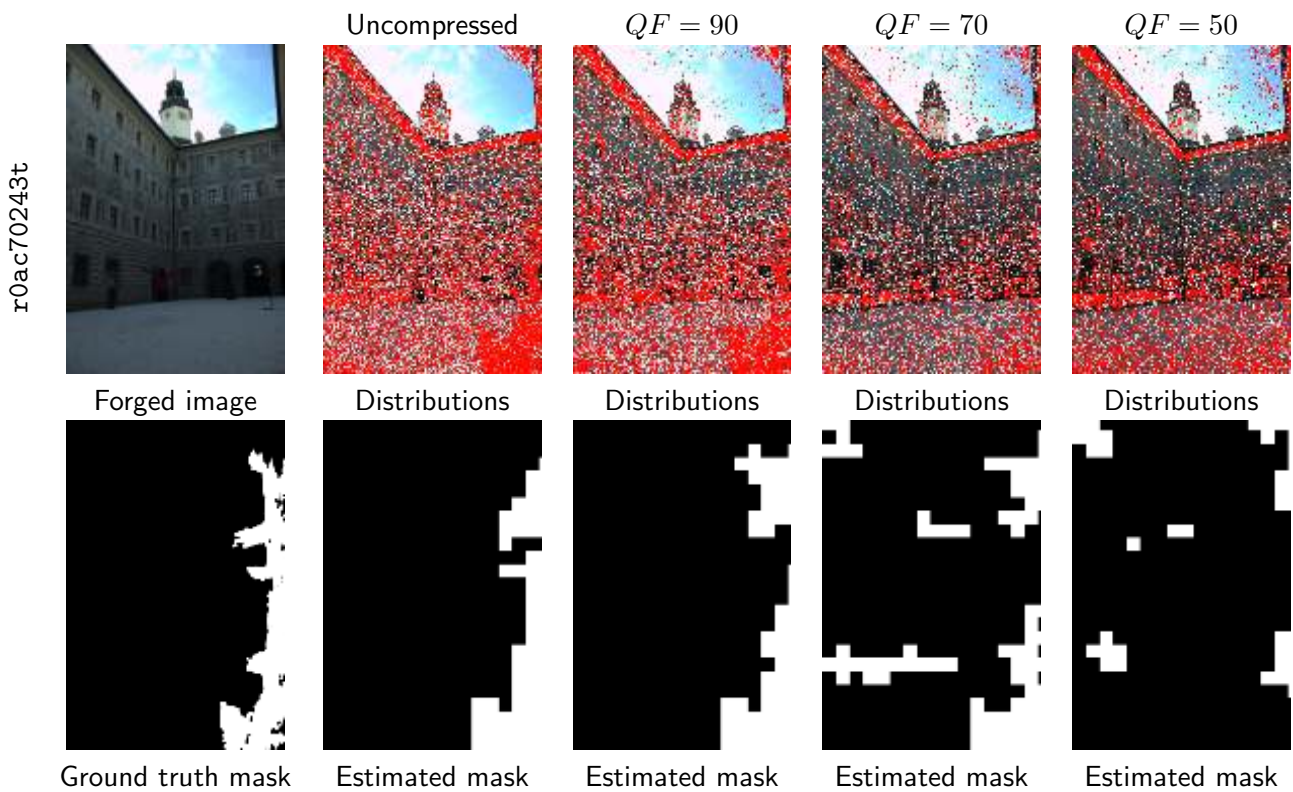 Uncompressed QF = 90 QF = 70 QF = 50
r0ac70243t
Forged image Distributions Distributions Distributions Distributions
Ground truth mask Estimated mask Estimated mask Estimated mask Estimated mask